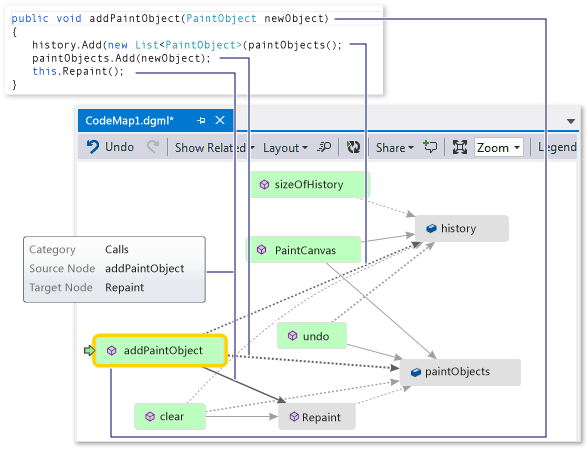 public void addPaintObject(PaintObject newObject)
{
history.Add(new List<PaintObject>(paintObjects();
paintObjects.Add(newObject);
this.Repaint();
}
CodeMap1.dgml*
Undo Show Related Layout Share Zoom Legend
sizeOfHistory
history
PaintCanvas
Category Calls
Source Node addPaintObject
Target Node Repaint
undo
addPaintObject
paintObjects
clear
Repaint